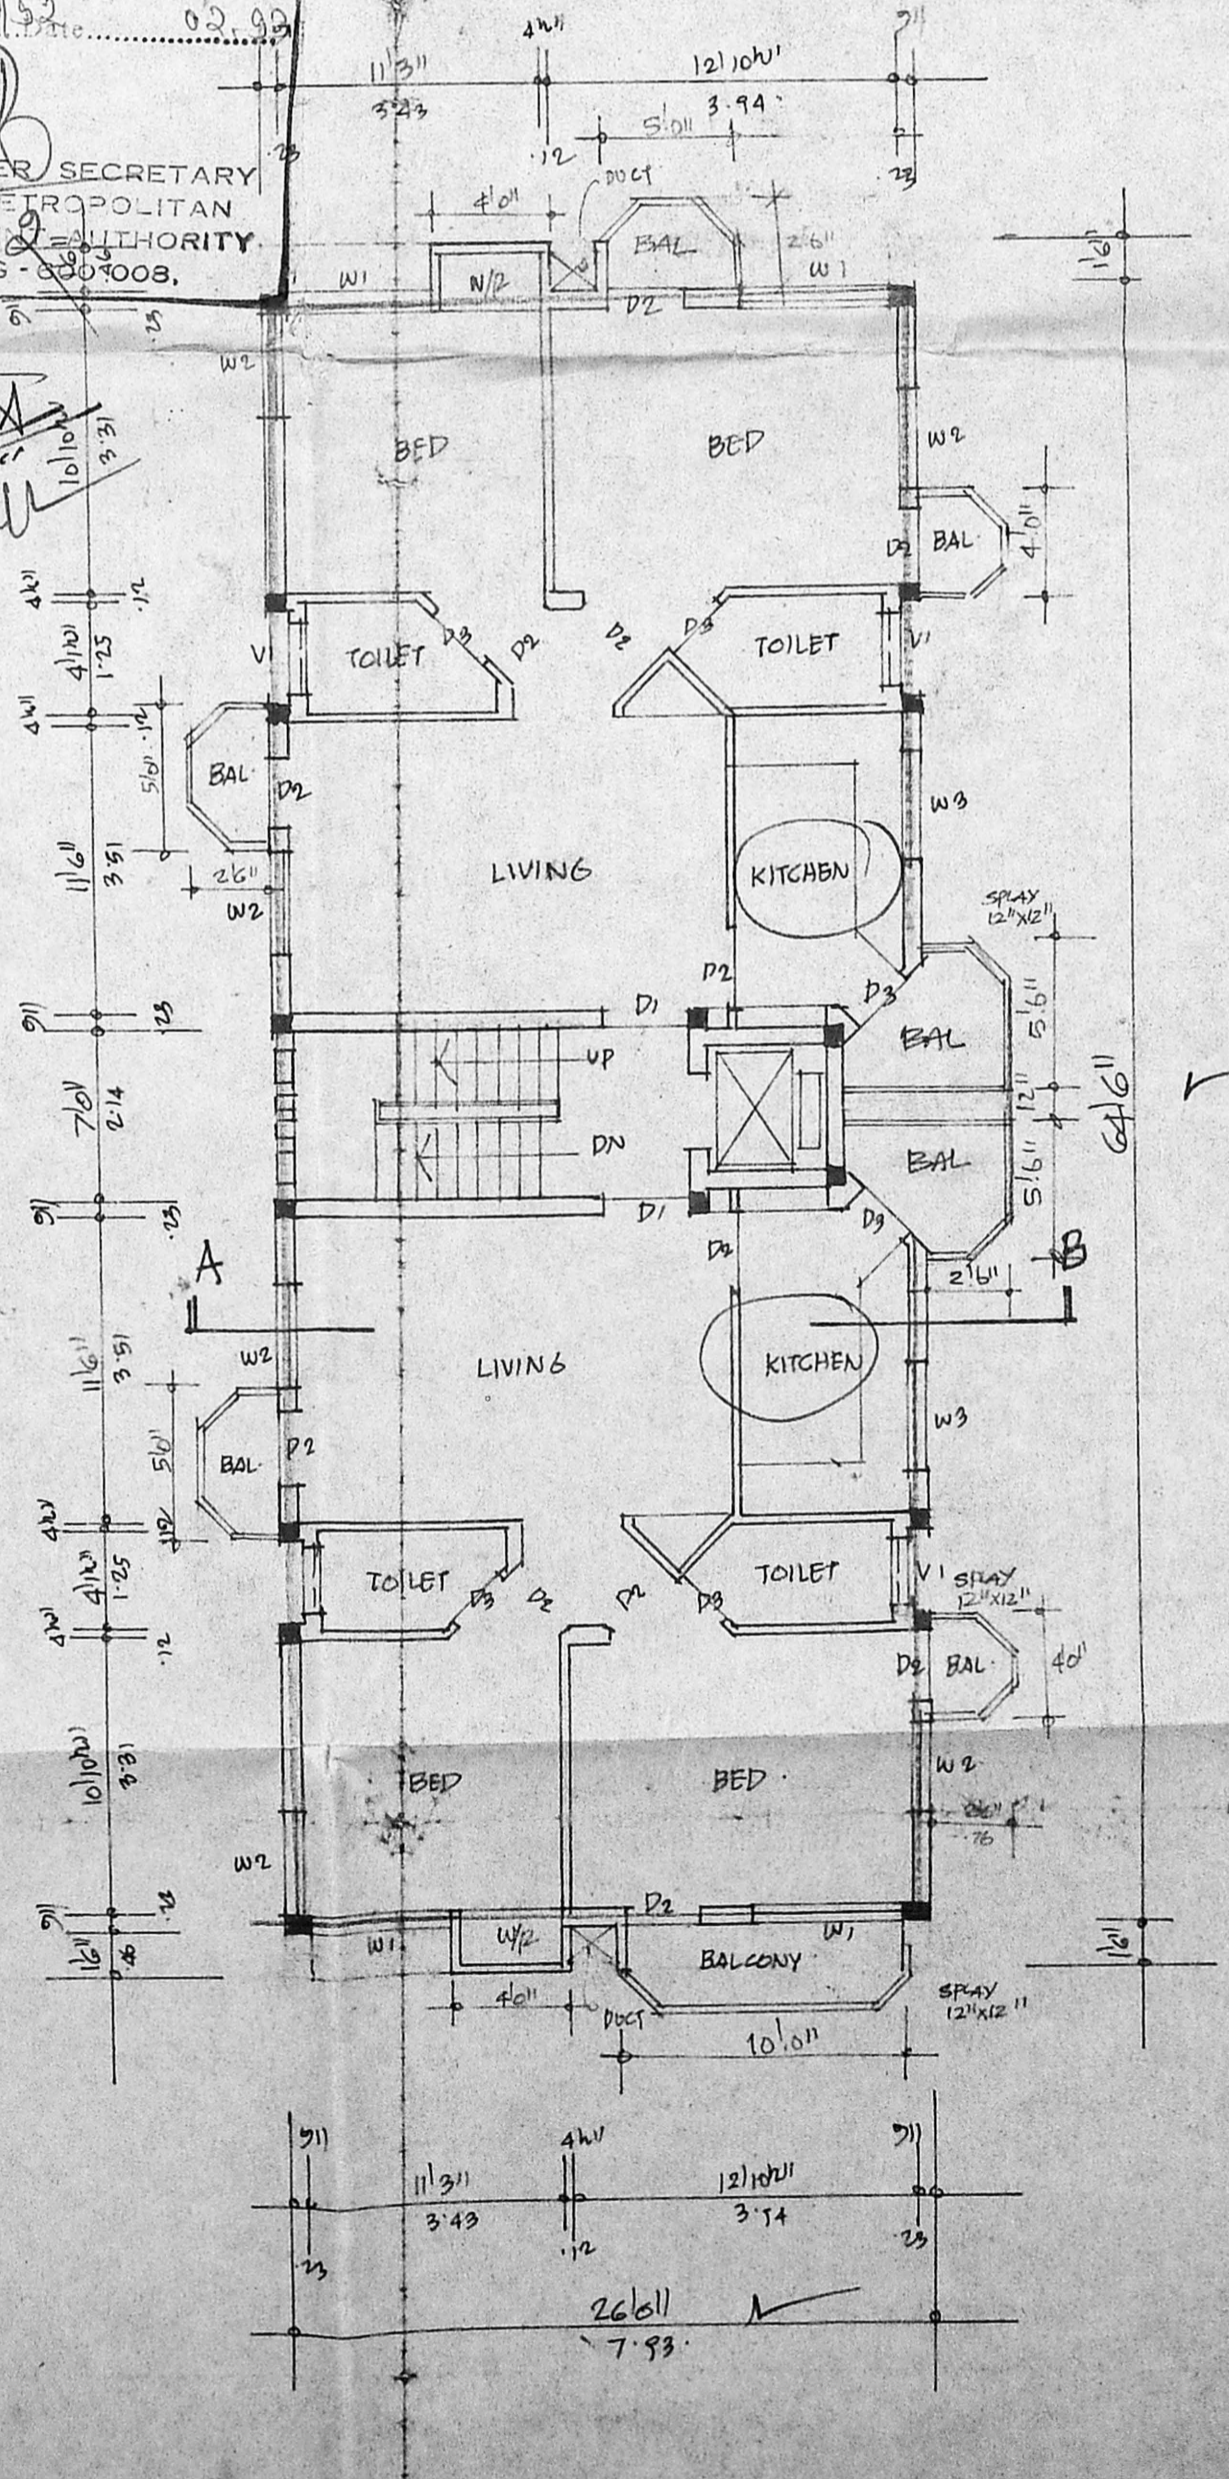 Date
02.93
ER SECRETARY
ETROPOLITAN
AUTHORITY
008.
9"
4½"
11'3"
12'10½"
3.43
3.94
5'0"
.23
.12
.23
DUCT
4'0"
BAL
2'6"
1'6"
W1
W/R
D2
W1
9"
.23
W2
10'10½"
3.31
BED
BED
W2
D2
BAL.
4'0"
4½"
.12
4'1½"
1.25
V1
TOILET
D3
D2
D2
D3
TOILET
V1
4½"
.12
5'0"
BAL.
D2
W3
11'6"
3.51
2'6"
W2
LIVING
KITCHEN
SPLAY
12"X12"
D2
D3
5'6"
9"
.23
D1
BAL
UP
7'0"
2.14
12"
64'6"
DN
BAL
5'6"
9"
.23
D1
D2
D3
A
B
2'6"
11'6"
3.51
W2
LIVING
KITCHEN
W3
5'0"
BAL.
D2
4½"
.12
4'1½"
1.25
TOILET
D3
D2
D2
D3
TOILET
V1
SPLAY
12"X12"
4½"
.12
D2
BAL.
4'0"
10'10½"
3.31
BED
BED
W2
.76
W2
9"
1'6"
.46
W1
W/R
D2
W1
BALCONY
1'6"
4'0"
DUCT
10'0"
SPLAY
12"X12"
9"
4½"
9"
11'3"
12'10½"
3.43
3.94
.23
.12
.23
26'0"
7.93